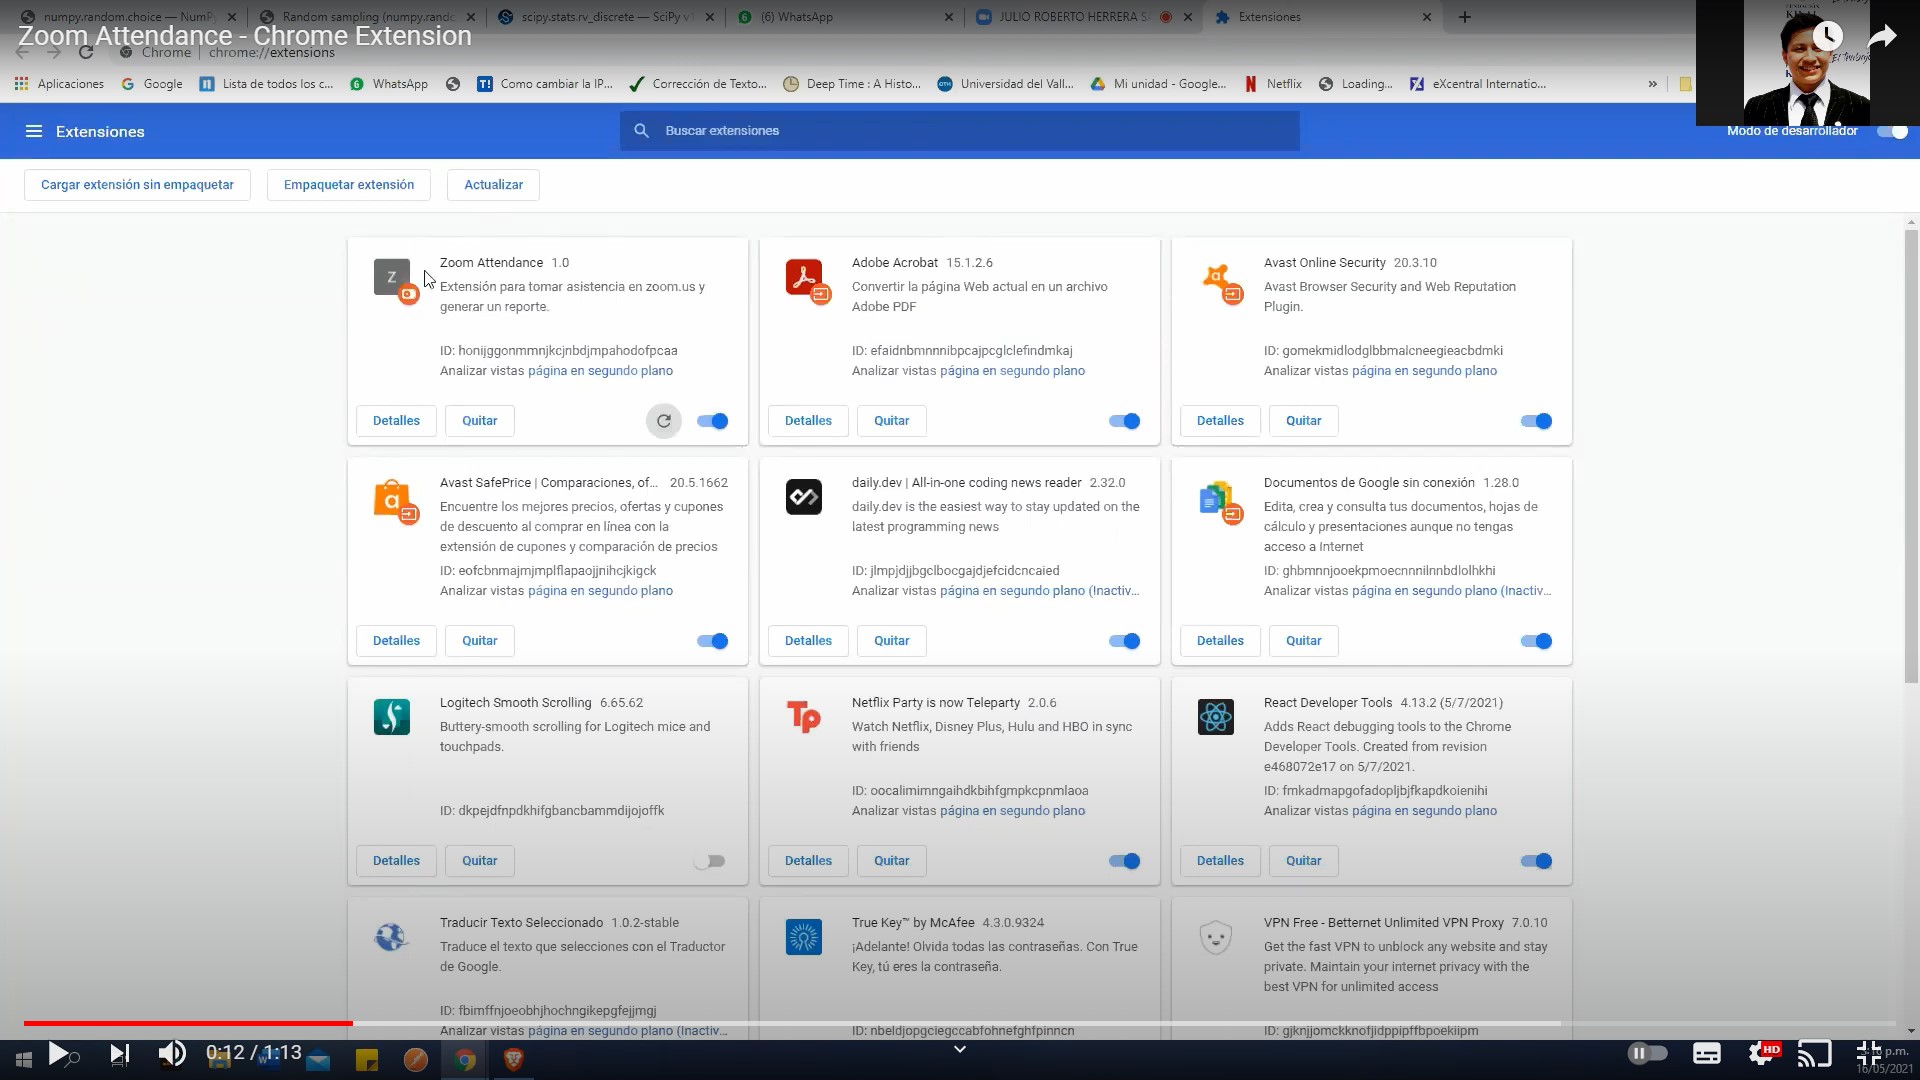 numpy.random.choice — NumP
Random sampling (numpy.rand
scipy.stats.rv_discrete — SciPy v
(6) WhatsApp
JULIO ROBERTO HERRERA S
Extensiones
Zoom Attendance - Chrome Extension
Chrome | chrome://extensions
Aplicaciones
Google
Lista de todos los c...
WhatsApp
Como cambiar la IP...
Corrección de Texto...
Deep Time : A Histo...
Universidad del Vall...
Mi unidad - Google...
Netflix
Loading...
eXcentral Internatio...
»
Extensiones
Buscar extensiones
Modo de desarrollador
Cargar extensión sin empaquetar
Empaquetar extensión
Actualizar
Zoom Attendance 1.0
Extensión para tomar asistencia en zoom.us y
generar un reporte.
ID: honijggonmmnjkcjnbdjmpahodofpcaa
Analizar vistas página en segundo plano
Detalles
Quitar
Adobe Acrobat 15.1.2.6
Convertir la página Web actual en un archivo
Adobe PDF
ID: efaidnbmnnnibpcajpcglclefindmkaj
Analizar vistas página en segundo plano
Detalles
Quitar
Avast Online Security 20.3.10
Avast Browser Security and Web Reputation
Plugin.
ID: gomekmidlodglbbmalcneegieacbdmki
Analizar vistas página en segundo plano
Detalles
Quitar
Avast SafePrice | Comparaciones, of... 20.5.1662
Encuentre los mejores precios, ofertas y cupones
de descuento al comprar en línea con la
extensión de cupones y comparación de precios
ID: eofcbnmajmjmplflapaojjnihcjkigck
Analizar vistas página en segundo plano
Detalles
Quitar
daily.dev | All-in-one coding news reader 2.32.0
daily.dev is the easiest way to stay updated on the
latest programming news
ID: jlmpjdjjbgclbocgajdjefcidcncaied
Analizar vistas página en segundo plano (Inactiv...
Detalles
Quitar
Documentos de Google sin conexión 1.28.0
Edita, crea y consulta tus documentos, hojas de
cálculo y presentaciones aunque no tengas
acceso a Internet
ID: ghbmnnjooekpmoecnnnilnnbdlolhkhi
Analizar vistas página en segundo plano (Inactiv...
Detalles
Quitar
Logitech Smooth Scrolling 6.65.62
Buttery-smooth scrolling for Logitech mice and
touchpads.
ID: dkpejdfnpdkhifgbancbammdijojoffk
Detalles
Quitar
Netflix Party is now Teleparty 2.0.6
Watch Netflix, Disney Plus, Hulu and HBO in sync
with friends
ID: oocalimimngaihdkbihfgmpkcpnmlaoa
Analizar vistas página en segundo plano
Detalles
Quitar
React Developer Tools 4.13.2 (5/7/2021)
Adds React debugging tools to the Chrome
Developer Tools. Created from revision
e468072e17 on 5/7/2021.
ID: fmkadmapgofadopljbjfkapdkoienihi
Analizar vistas página en segundo plano
Detalles
Quitar
Traducir Texto Seleccionado 1.0.2-stable
Traduce el texto que selecciones con el Traductor
de Google.
ID: fbimffnjoeobhjhochngikepgfejjmgj
Analizar vistas página en segundo plano (Inactiv...
True Key™ by McAfee 4.3.0.9324
¡Adelante! Olvida todas las contraseñas. Con True
Key, tú eres la contraseña.
ID: nbeldjopgciegccabfohnefghfpinncn
VPN Free - Betternet Unlimited VPN Proxy 7.0.10
Get the fast VPN to unblock any website and stay
private. Maintain your internet privacy with the
best VPN for unlimited access
ID: gjknjjomckknofjidppipffbpoekiipm
0:12 / 1:13
HD
p.m.
16/05/2021